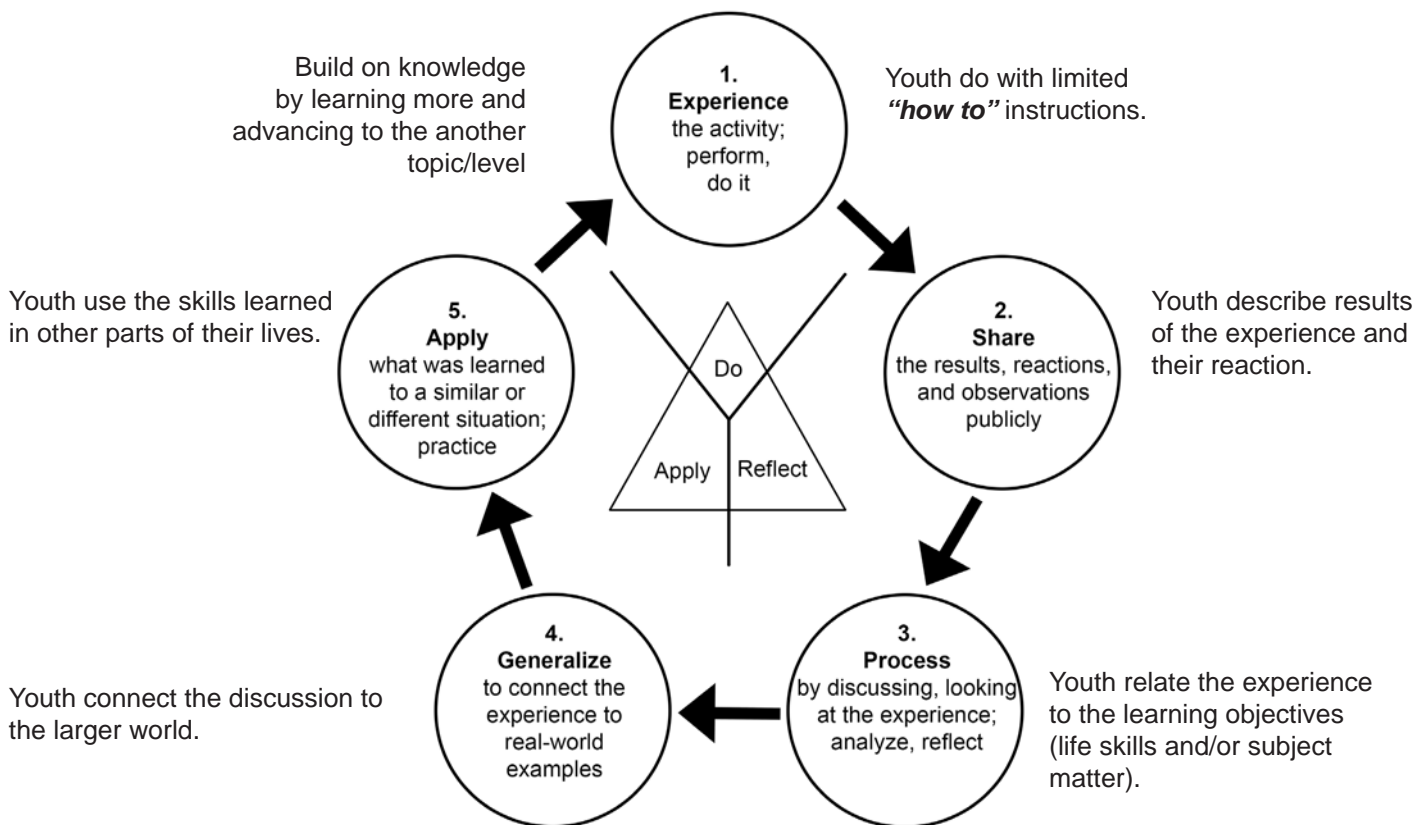 Build on knowledge
by learning more and
advancing to the another
topic/level
1.
Experience
the activity;
perform,
do it
Youth do with limited
“how to” instructions.
Youth use the skills learned
in other parts of their lives.
5.
Apply
what was learned
to a similar or
different situation;
practice
Do
Apply
Reflect
2.
Share
the results, reactions,
and observations
publicly
Youth describe results
of the experience and
their reaction.
Youth connect the discussion to
the larger world.
4.
Generalize
to connect the
experience to
real-world
examples
3.
Process
by discussing, looking
at the experience;
analyze, reflect
Youth relate the experience
to the learning objectives
(life skills and/or subject
matter).